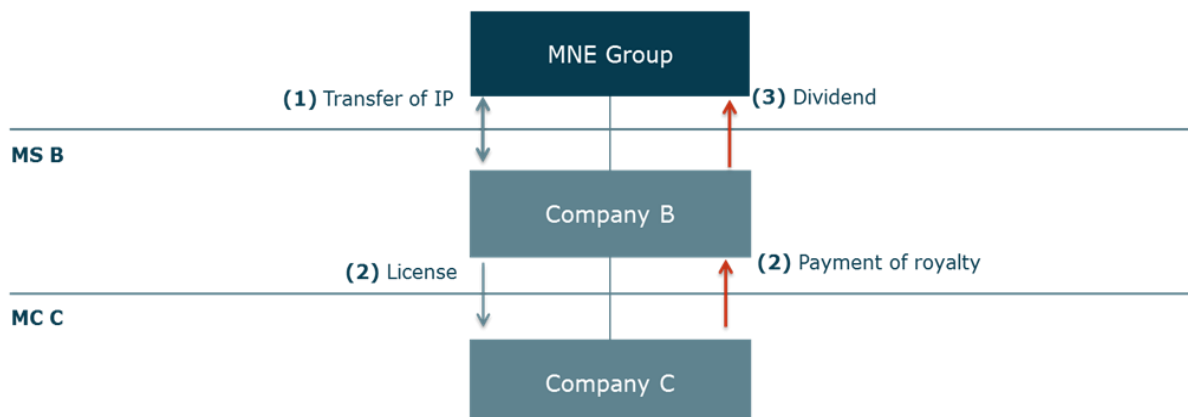 MNE Group
(1) Transfer of IP
(3) Dividend
MS B
Company B
(2) License
(2) Payment of royalty
MC C
Company C